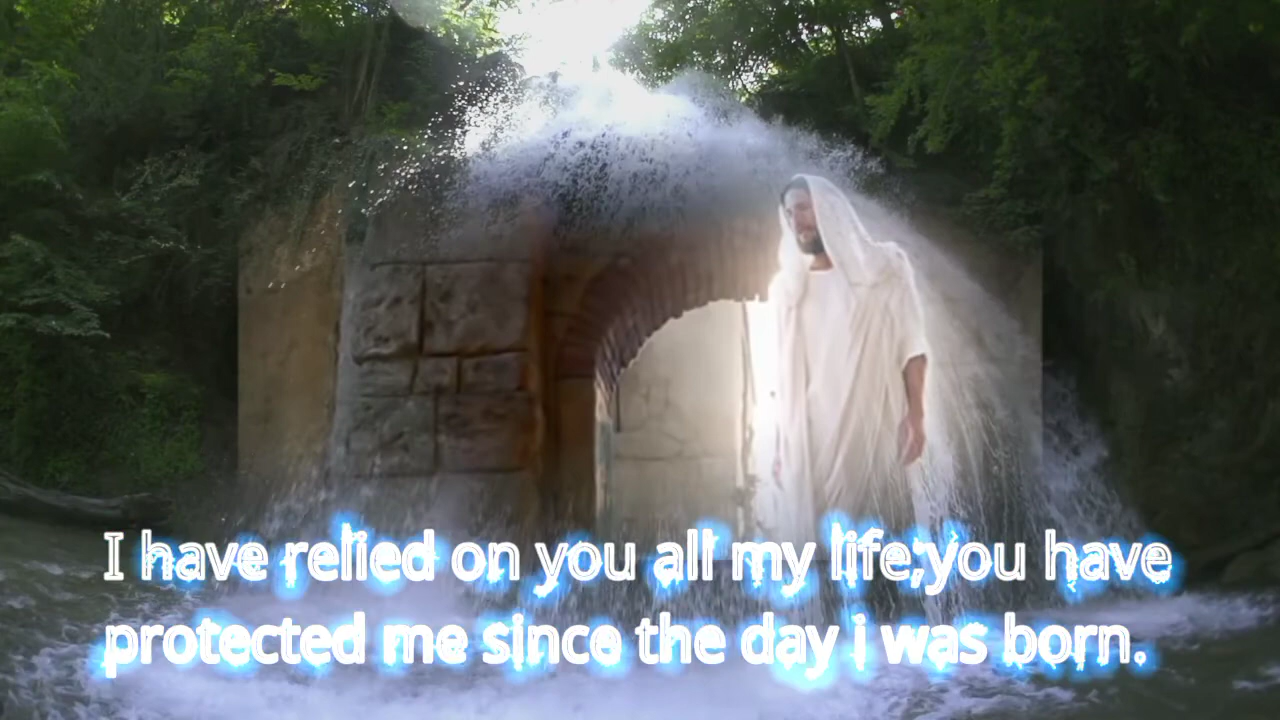 I have relied on you all my life;you have
protected me since the day i was born.